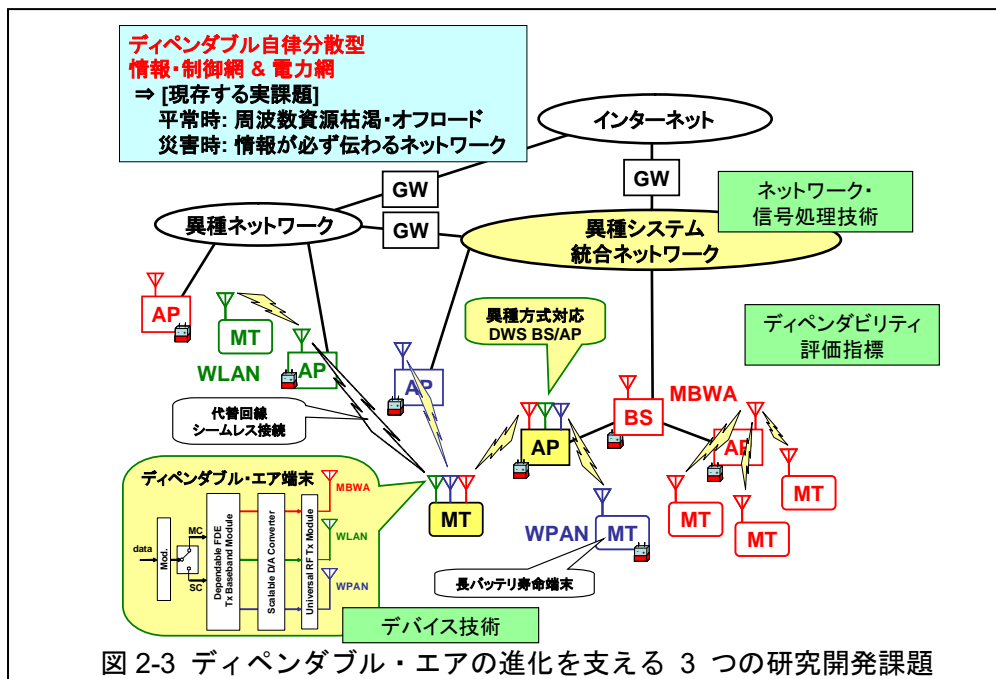 ディペンダブル自律分散型
情報・制御網 & 電力網
⇒ [現存する実課題]
平常時: 周波数資源枯渇・オフロード
災害時: 情報が必ず伝わるネットワーク
インターネット
GW
GW
ネットワーク・
信号処理技術
異種ネットワーク
GW
異種システム
統合ネットワーク
AP
MT
WLAN
AP
AP
異種方式対応
DWS BS/AP
ディペンダビリティ
評価指標
代替回線
シームレス接続
MBWA
BS
AP
AP
MT
MT
MT
MT
WPAN
MT
長バッテリ寿命端末
ディペンダブル・エア端末
data
Mod.
MC
SC
Dependable FDE
Tx Baseband Module
Scalable D/A Converter
Universal RF Tx Module
MBWA
WLAN
WPAN
デバイス技術
図 2-3 ディペンダブル・エアの進化を支える 3 つの研究開発課題